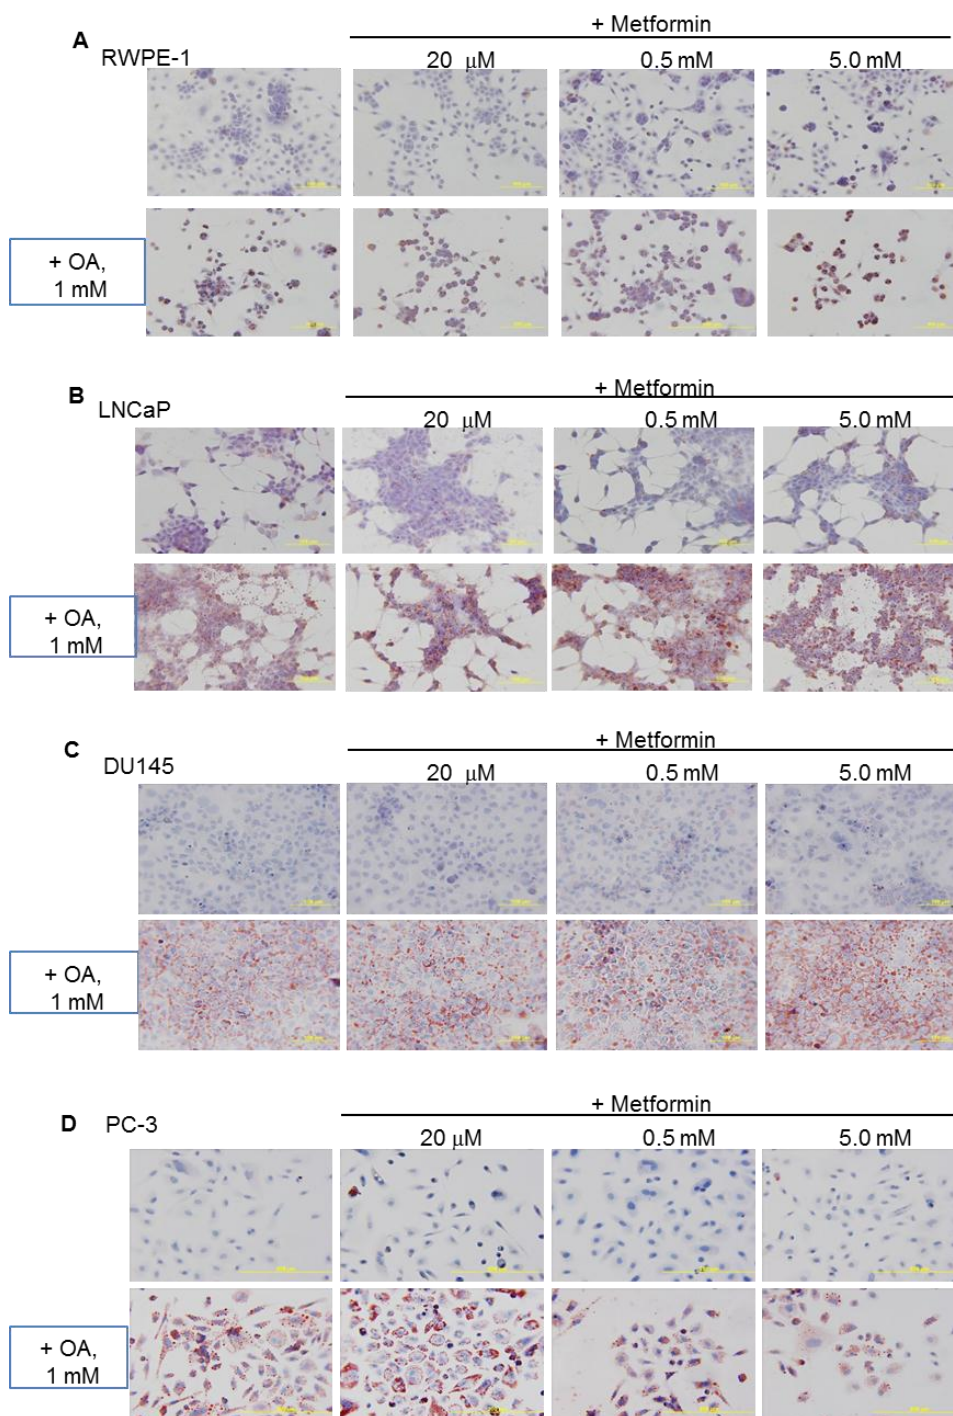 A
RWPE-1
+ Metformin
20 μM
0.5 mM
5.0 mM
+ OA,
1 mM
B
LNCaP
+ Metformin
20 μM
0.5 mM
5.0 mM
+ OA,
1 mM
C
DU145
+ Metformin
20 μM
0.5 mM
5.0 mM
+ OA,
1 mM
D
PC-3
+ Metformin
20 μM
0.5 mM
5.0 mM
+ OA,
1 mM